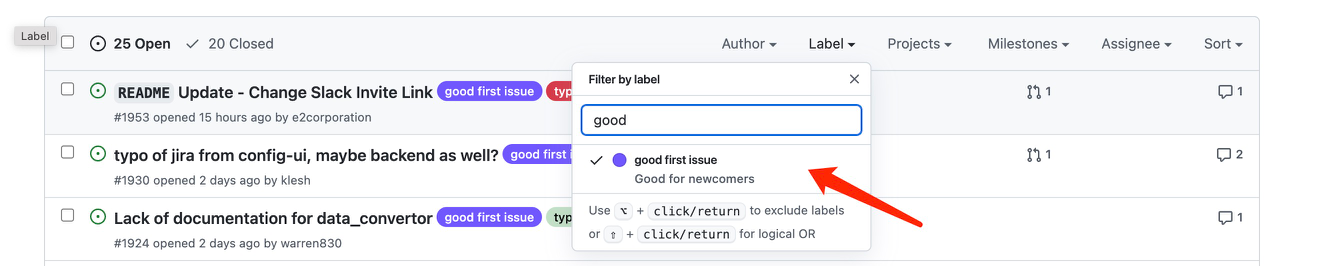 Label
25 Open 20 Closed Author Label Projects Milestones Assignee Sort
Filter by label
good
good first issue
Good for newcomers
Use ⌥ + click/return to exclude labels
or ⇧ + click/return for logical OR
README Update - Change Slack Invite Link good first issue typ 1 1
#1953 opened 15 hours ago by e2corporation
typo of jira from config-ui, maybe backend as well? good first i 1 2
#1930 opened 2 days ago by klesh
Lack of documentation for data_convertor good first issue typ 1
#1924 opened 2 days ago by warren830